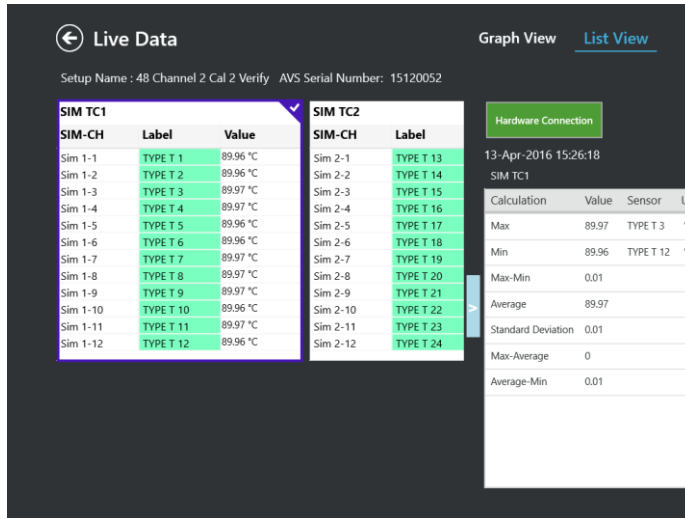 Live Data
Graph View List View
Setup Name : 48 Channel 2 Cal 2 Verify AVS Serial Number: 15120052
SIM TC1
SIM-CH Label Value
Sim 1-1 TYPE T 1 89.96 °C
Sim 1-2 TYPE T 2 89.96 °C
Sim 1-3 TYPE T 3 89.97 °C
Sim 1-4 TYPE T 4 89.97 °C
Sim 1-5 TYPE T 5 89.96 °C
Sim 1-6 TYPE T 6 89.96 °C
Sim 1-7 TYPE T 7 89.97 °C
Sim 1-8 TYPE T 8 89.97 °C
Sim 1-9 TYPE T 9 89.97 °C
Sim 1-10 TYPE T 10 89.96 °C
Sim 1-11 TYPE T 11 89.97 °C
Sim 1-12 TYPE T 12 89.96 °C
SIM TC2
SIM-CH Label
Sim 2-1 TYPE T 13
Sim 2-2 TYPE T 14
Sim 2-3 TYPE T 15
Sim 2-4 TYPE T 16
Sim 2-5 TYPE T 17
Sim 2-6 TYPE T 18
Sim 2-7 TYPE T 19
Sim 2-8 TYPE T 20
Sim 2-9 TYPE T 21
Sim 2-10 TYPE T 22
Sim 2-11 TYPE T 23
Sim 2-12 TYPE T 24
>
Hardware Connection
13-Apr-2016 15:26:18
SIM TC1
Calculation Value Sensor
Max 89.97 TYPE T 3
Min 89.96 TYPE T 12
Max-Min 0.01
Average 89.97
Standard Deviation 0.01
Max-Average 0
Average-Min 0.01